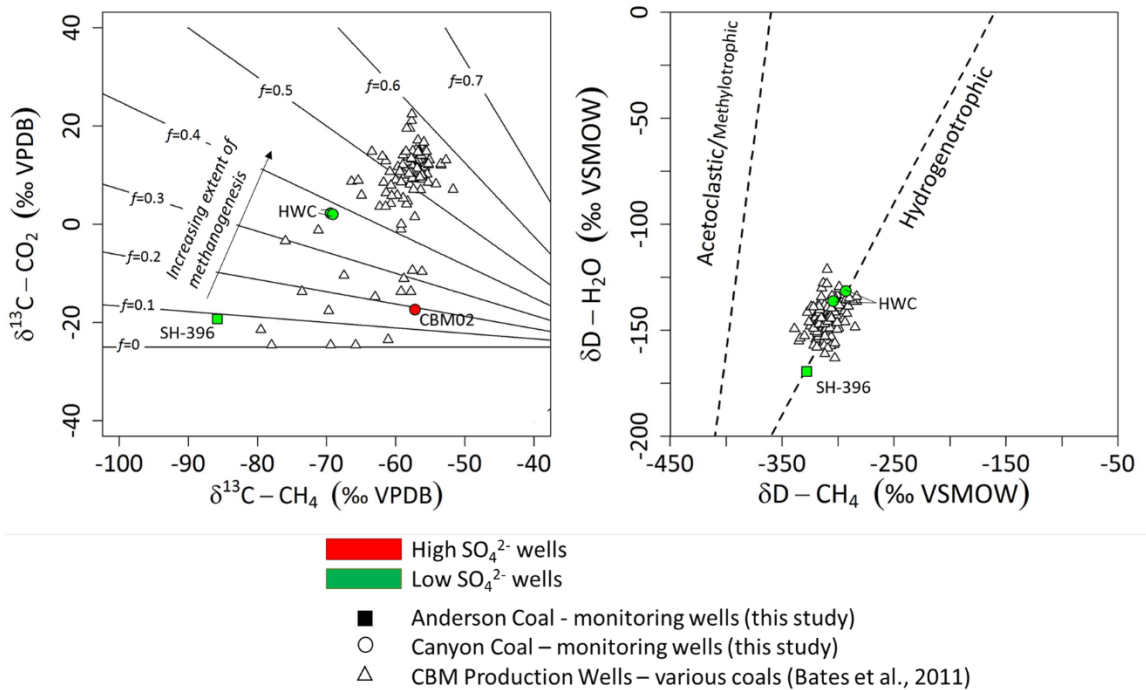 δ¹³C – CO₂ (‰ VPDB)
40
20
0
20
-40
f=0.7
f=0.6
f=0.5
f=0.4
f=0.3
f=0.2
f=0.1
f=0
Increasing extent of
methanogenesis
HWC
CBM02
SH-396
-100 -90 -80 -70 -60 -50 -40
δ¹³C – CH₄ (‰ VPDB)
δD – H₂O (‰ VSMOW)
0
-50
-100
-150
-200
Acetoclastic/Methylotrophic
Hydrogenotrophic
HWC
SH-396
-450 -350 -250 -150 -50
δD – CH₄ (‰ VSMOW)
High SO₄²⁻ wells
Low SO₄²⁻ wells
Anderson Coal - monitoring wells (this study)
Canyon Coal – monitoring wells (this study)
CBM Production Wells – various coals (Bates et al., 2011)